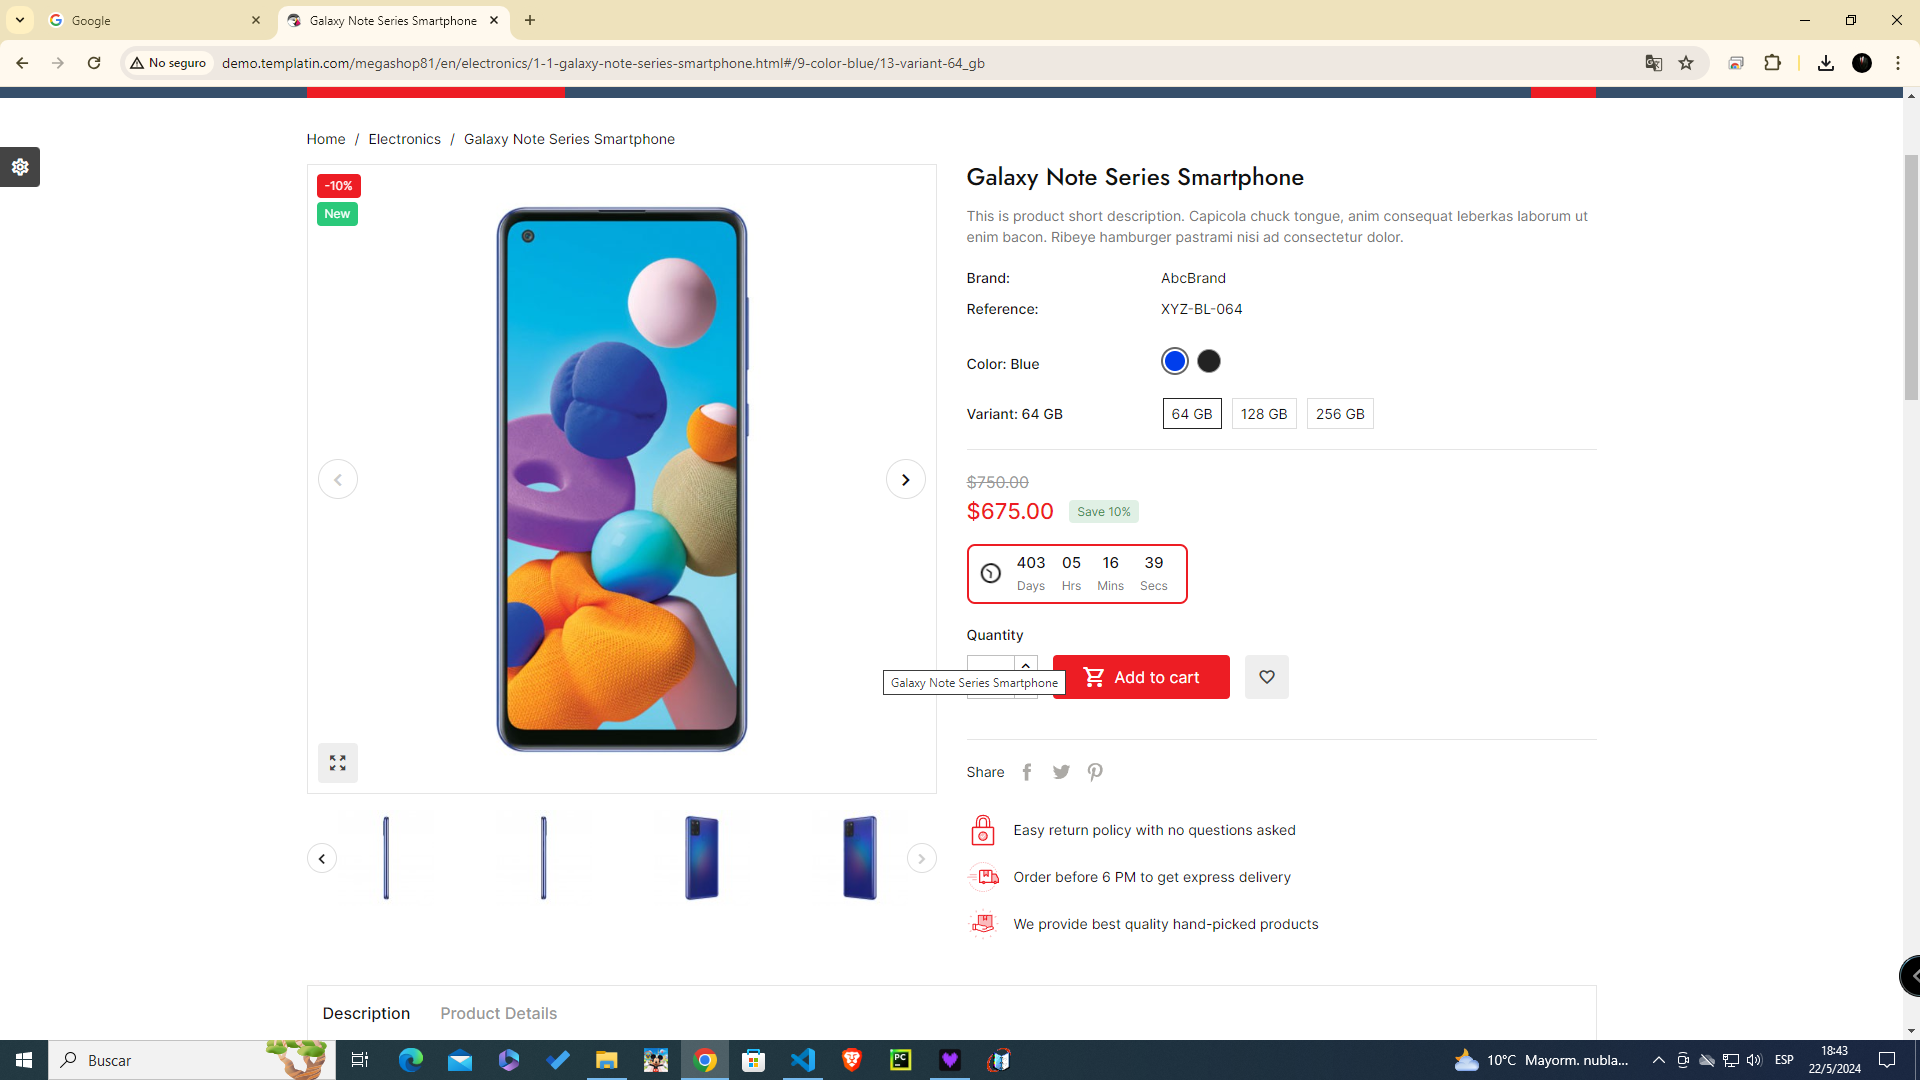 Google
Galaxy Note Series Smartphone
No seguro
demo.templatin.com/megashop81/en/electronics/1-1-galaxy-note-series-smartphone.html#/9-color-blue/13-variant-64_gb
Home / Electronics / Galaxy Note Series Smartphone
-10%
New
Galaxy Note Series Smartphone
This is product short description. Capicola chuck tongue, anim consequat leberkas laborum ut
enim bacon. Ribeye hamburger pastrami nisi ad consectetur dolor.
Brand: AbcBrand
Reference: XYZ-BL-064
Color: Blue
Variant: 64 GB 64 GB 128 GB 256 GB
$750.00
$675.00 Save 10%
403 05 16 39
Days Hrs Mins Secs
Quantity
Add to cart
Galaxy Note Series Smartphone
Share
Easy return policy with no questions asked
Order before 6 PM to get express delivery
We provide best quality hand-picked products
Description Product Details
Buscar
PC
10°C Mayorm. nubla...
ESP
18:43
22/5/2024